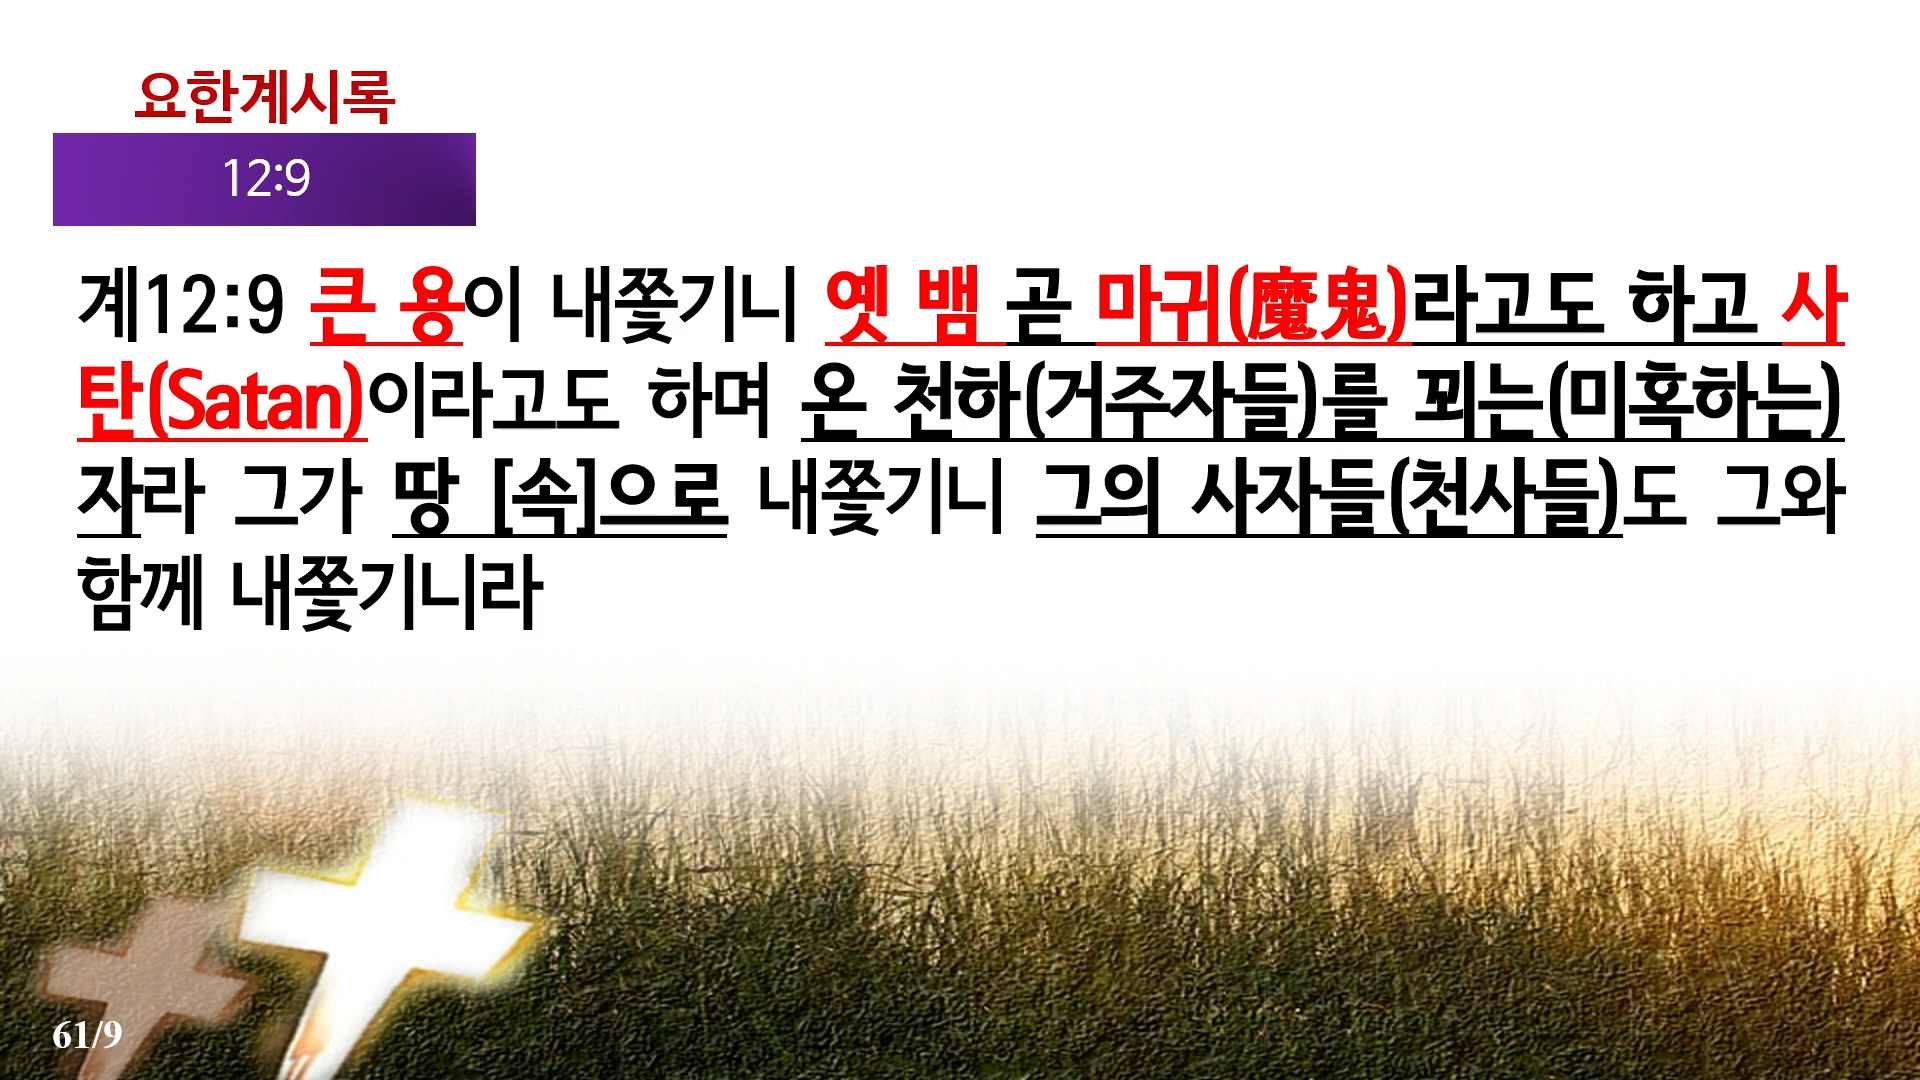 요한계시록
12:9
계12:9 큰 용이 내쫓기니 옛 뱀 곧 마귀(魔鬼)라고도 하고 사
탄(Satan)이라고도 하며 온 천하(거주자들)를 꾀는(미혹하는)
자라 그가 땅 [속]으로 내쫓기니 그의 사자들(천사들)도 그와
함께 내쫓기니라
61/9